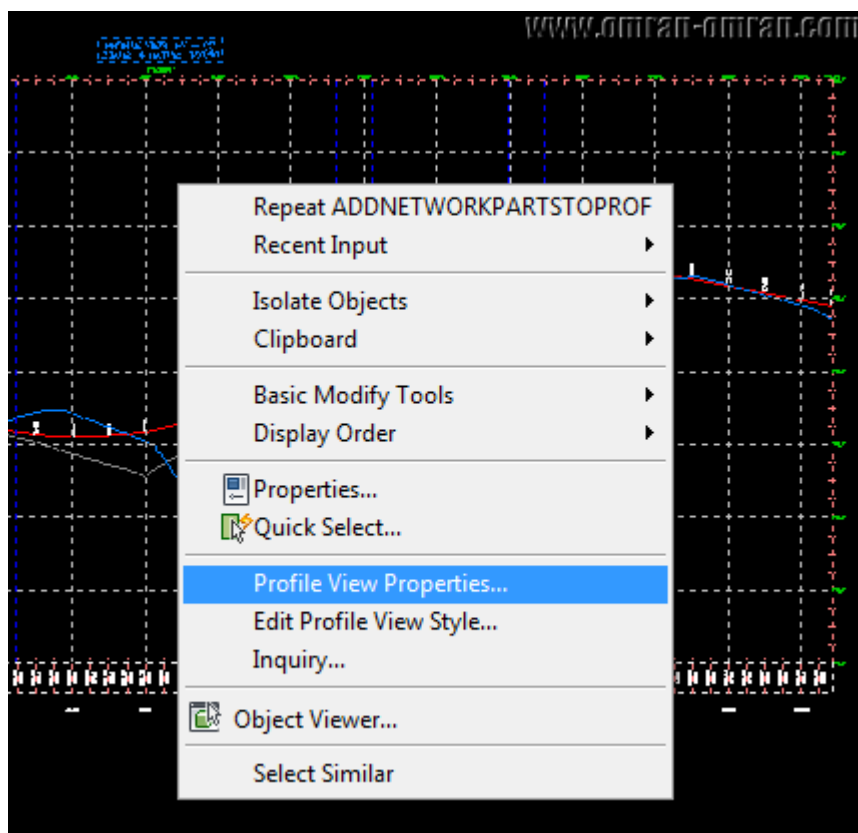 www.omran-omran.com
Repeat ADDNETWORKPARTSTOPROF
Recent Input
Isolate Objects
Clipboard
Basic Modify Tools
Display Order
Properties...
Quick Select...
Profile View Properties...
Edit Profile View Style...
Inquiry...
Object Viewer...
Select Similar